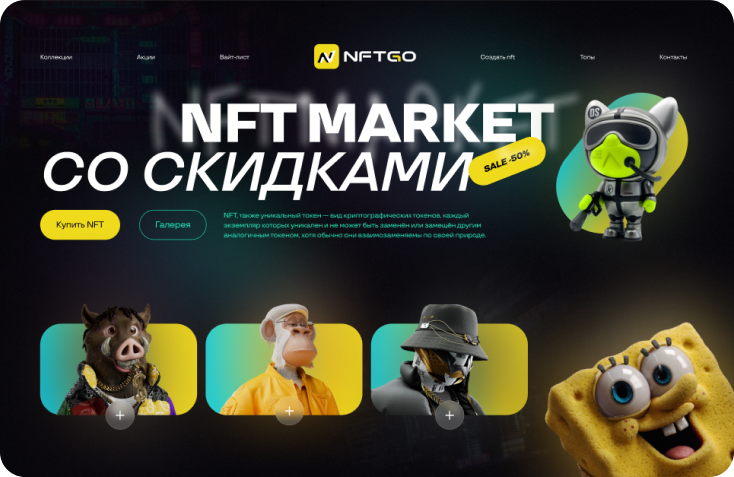 Коллекции
Акции
Вайт-лист
NFTGO
Создать nft
Топы
Контакты
NFT MARKET
СО СКИДКАМИ
SALE -50%
DS
Купить NFT
Галерея
NFT, также уникальный токен — вид криптографических токенов, каждый
экземпляр которых уникален и не может быть заменён или замещён другим
аналогичным токеном, хотя обычно они взаимозаменяемы по своей природе.